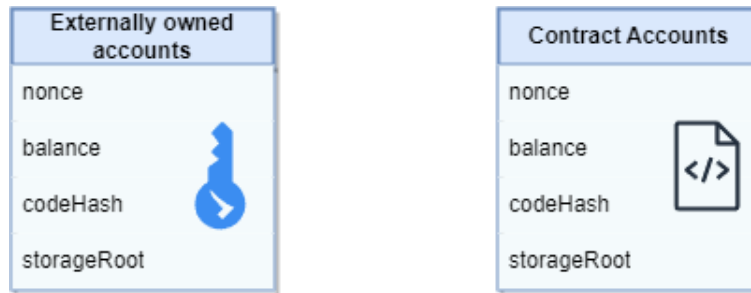 Externally owned
accounts
nonce
balance
codeHash
storageRoot
Contract Accounts
nonce
balance
</>
codeHash
storageRoot